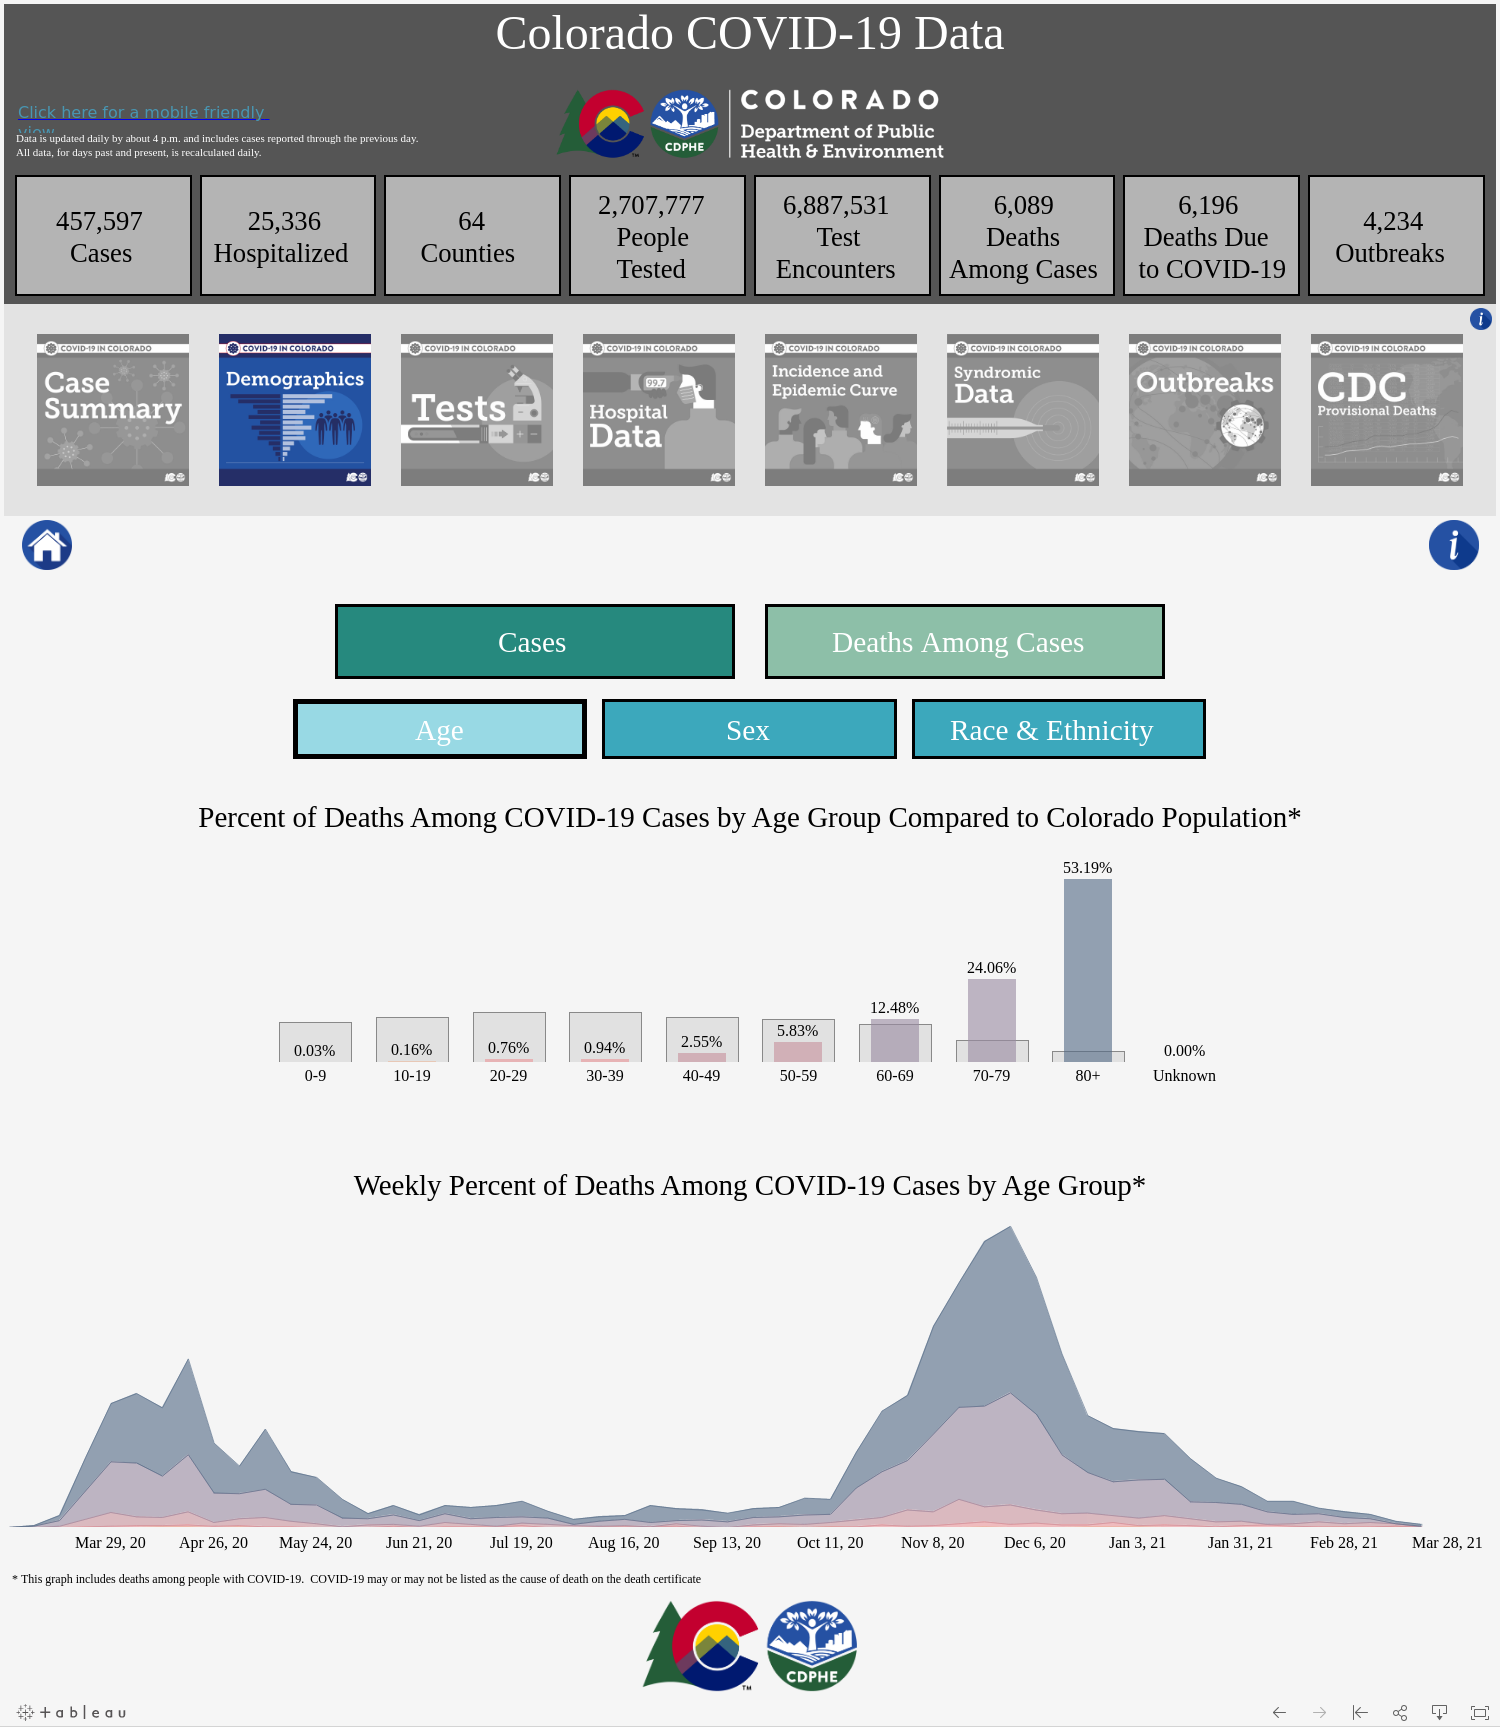 Colorado COVID-19 Data
Click here for a mobile friendly
view
Data is updated daily by about 4 p.m. and includes cases reported through the previous day.
All data, for days past and present, is recalculated daily.
CDPHE
TM
COLORADO
Department of Public
Health & Environment
457,597
Cases
25,336
Hospitalized
64
Counties
2,707,777
People
Tested
6,887,531
Test
Encounters
6,089
Deaths
Among Cases
6,196
Deaths Due
to COVID-19
4,234
Outbreaks
i
COVID-19 IN COLORADO
Case
Summary
COVID-19 IN COLORADO
Demographics
COVID-19 IN COLORADO
Tests
COVID-19 IN COLORADO
99.7
Hospital
Data
COVID-19 IN COLORADO
Incidence and
Epidemic Curve
COVID-19 IN COLORADO
Syndromic
Data
COVID-19 IN COLORADO
Outbreaks
COVID-19 IN COLORADO
CDC
Provisional Deaths
i
Cases
Deaths Among Cases
Age
Sex
Race & Ethnicity
Percent of Deaths Among COVID-19 Cases by Age Group Compared to Colorado Population*
53.19%
24.06%
12.48%
5.83%
2.55%
0.94%
0.76%
0.16%
0.03%
0.00%
0-9 10-19 20-29 30-39 40-49 50-59 60-69 70-79 80+ Unknown
Weekly Percent of Deaths Among COVID-19 Cases by Age Group*
Mar 29, 20 Apr 26, 20 May 24, 20 Jun 21, 20 Jul 19, 20 Aug 16, 20 Sep 13, 20 Oct 11, 20 Nov 8, 20 Dec 6, 20 Jan 3, 21 Jan 31, 21 Feb 28, 21 Mar 28, 21
* This graph includes deaths among people with COVID-19.  COVID-19 may or may not be listed as the cause of death on the death certificate
TM
CDPHE
+ableau